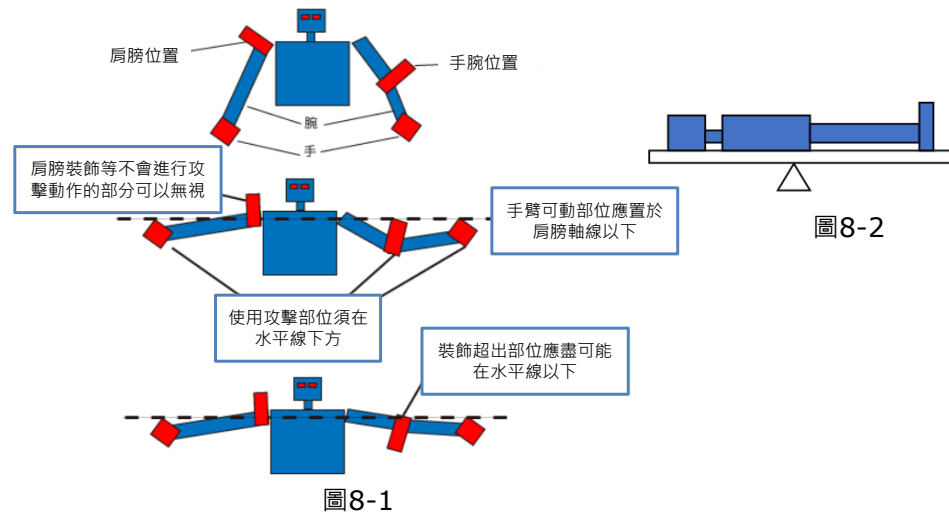 肩膀位置
手腕位置
腕
手
肩膀裝飾等不會進行攻
擊動作的部分可以無視
手臂可動部位應置於
肩膀軸線以下
圖8-2
使用攻擊部位須在
水平線下方
裝飾超出部位應盡可能
在水平線以下
圖8-1